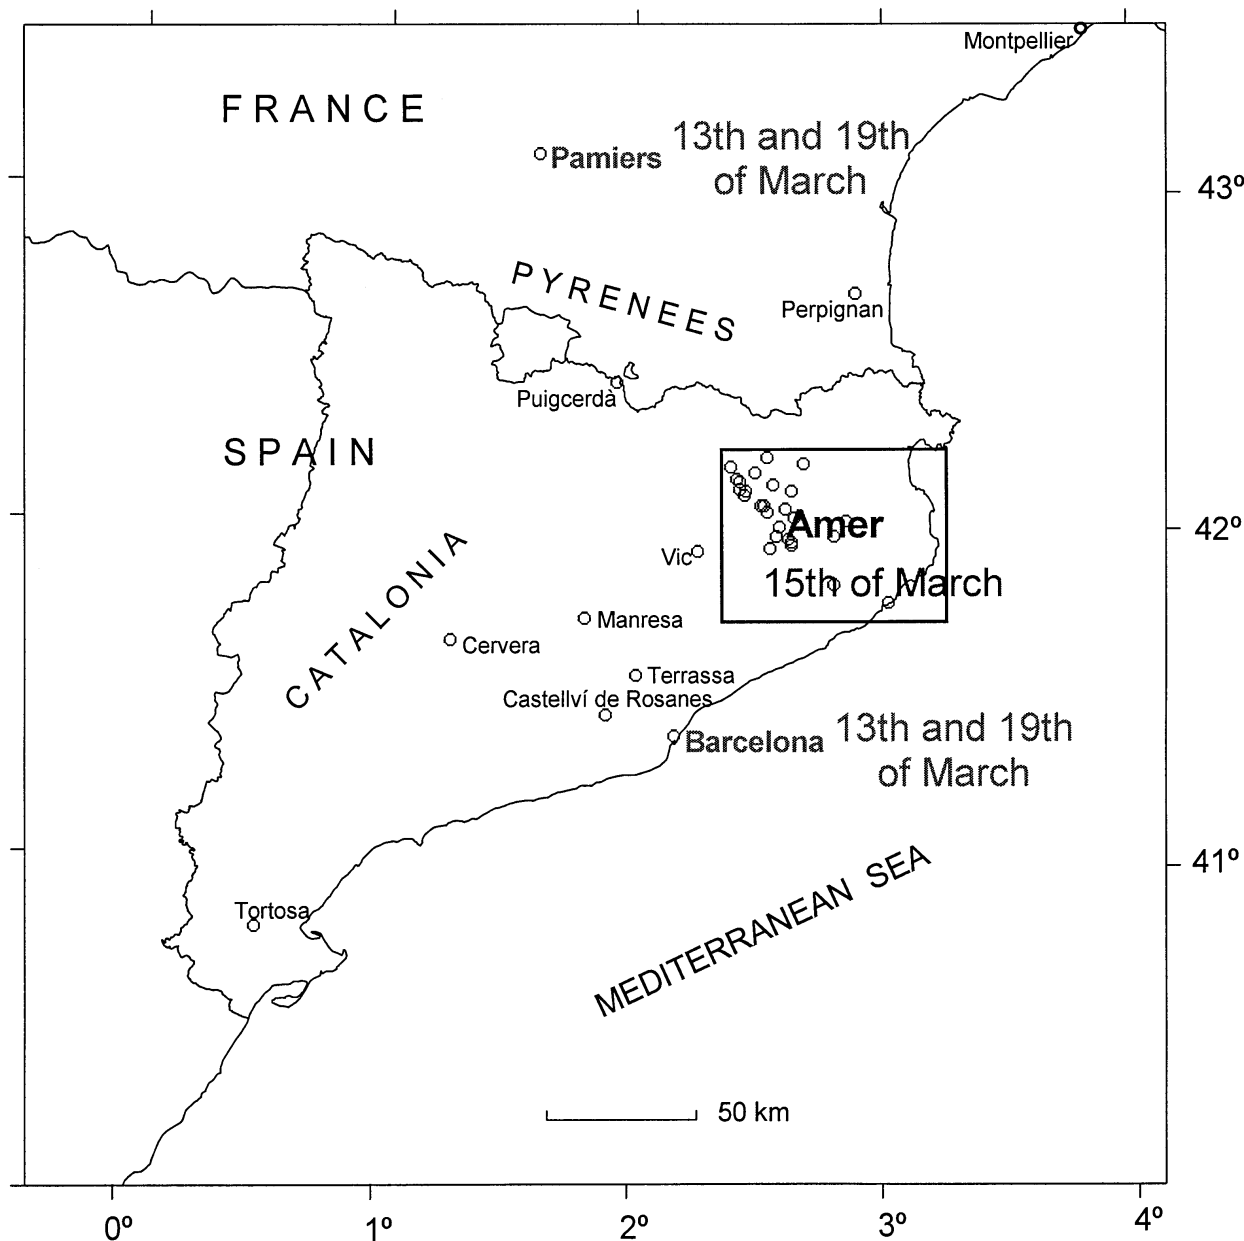 Montpellier
FRANCE
13th and 19th
of March
Pamiers
43º
PYRENEES
Perpignan
Puigcerdà
SPAIN
Amer
42º
15th of March
Vic
CATALONIA
Manresa
Cervera
Terrassa
Castellví de Rosanes
Barcelona
13th and 19th
of March
41º
MEDITERRANEAN SEA
Tortosa
50 km
0º
1º
2º
3º
4º